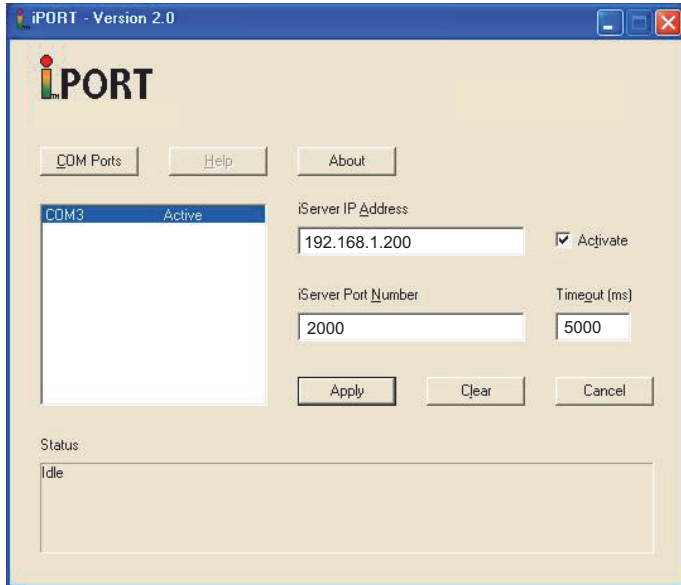 iPORT - Version 2.0
iPORT
TM
COM Ports Help About
COM3 Active
iServer IP Address
192.168.1.200
Activate
iServer Port Number Timeout (ms)
2000 5000
Apply Clear Cancel
Status
Idle